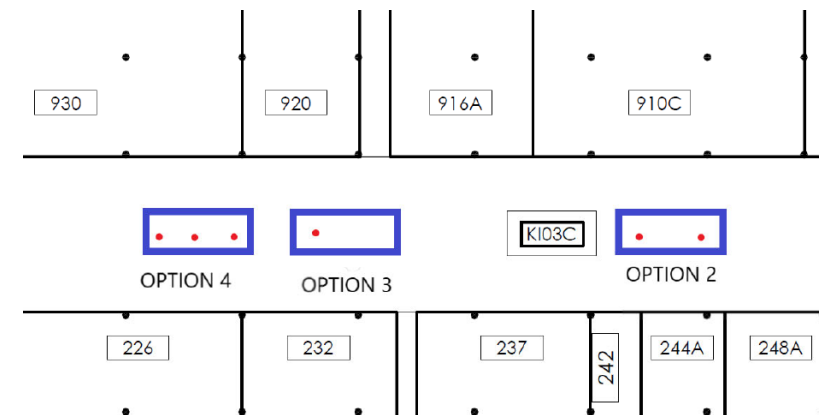 930
920
916A
910C
KI03C
OPTION 4
OPTION 3
OPTION 2
226
232
237
242
244A
248A